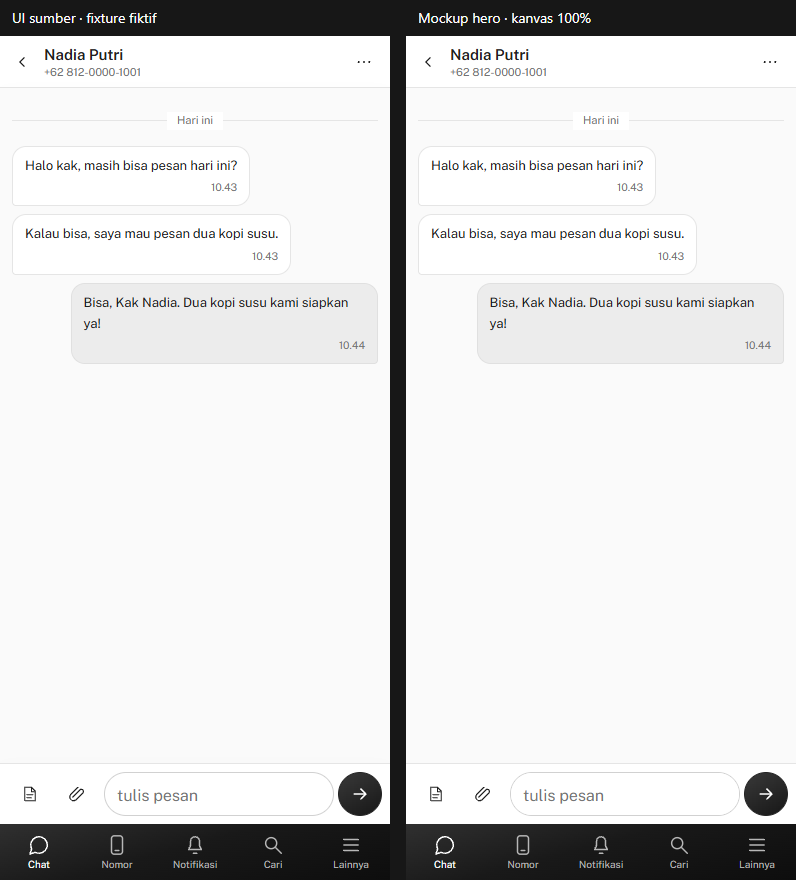 UI sumber · fixture fiktif
Nadia Putri
+62 812-0000-1001
Hari ini
Halo kak, masih bisa pesan hari ini?
10.43
Kalau bisa, saya mau pesan dua kopi susu.
10.43
Bisa, Kak Nadia. Dua kopi susu kami siapkan
ya!
10.44
tulis pesan
Chat
Nomor
Notifikasi
Cari
Lainnya
Mockup hero · kanvas 100%
Nadia Putri
+62 812-0000-1001
Hari ini
Halo kak, masih bisa pesan hari ini?
10.43
Kalau bisa, saya mau pesan dua kopi susu.
10.43
Bisa, Kak Nadia. Dua kopi susu kami siapkan
ya!
10.44
tulis pesan
Chat
Nomor
Notifikasi
Cari
Lainnya